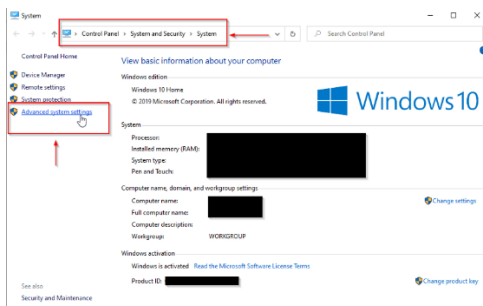 System
Control Panel › System and Security › System
Search Control Panel
Control Panel Home
Device Manager
Remote settings
System protection
Advanced system settings
See also
Security and Maintenance
View basic information about your computer
Windows edition
Windows 10 Home
© 2019 Microsoft Corporation. All rights reserved.
Windows 10
System
Processor:
Installed memory (RAM):
System type:
Pen and Touch:
Computer name, domain, and workgroup settings
Computer name:
Change settings
Full computer name:
Computer description:
Workgroup: WORKGROUP
Windows activation
Windows is activated Read the Microsoft Software License Terms
Product ID:
Change product key